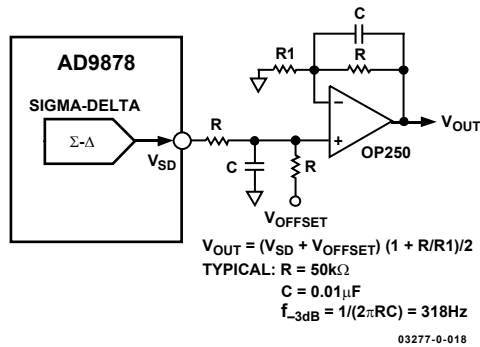 AD9878
SIGMA-DELTA
Σ-Δ
V_SD
R
C
R
V_OFFSET
R1
C
R
–
+
OP250
V_OUT
V_OUT = (V_SD + V_OFFSET) (1 + R/R1)/2
TYPICAL: R = 50kΩ
C = 0.01μF
f_–3dB = 1/(2πRC) = 318Hz
03277-0-018